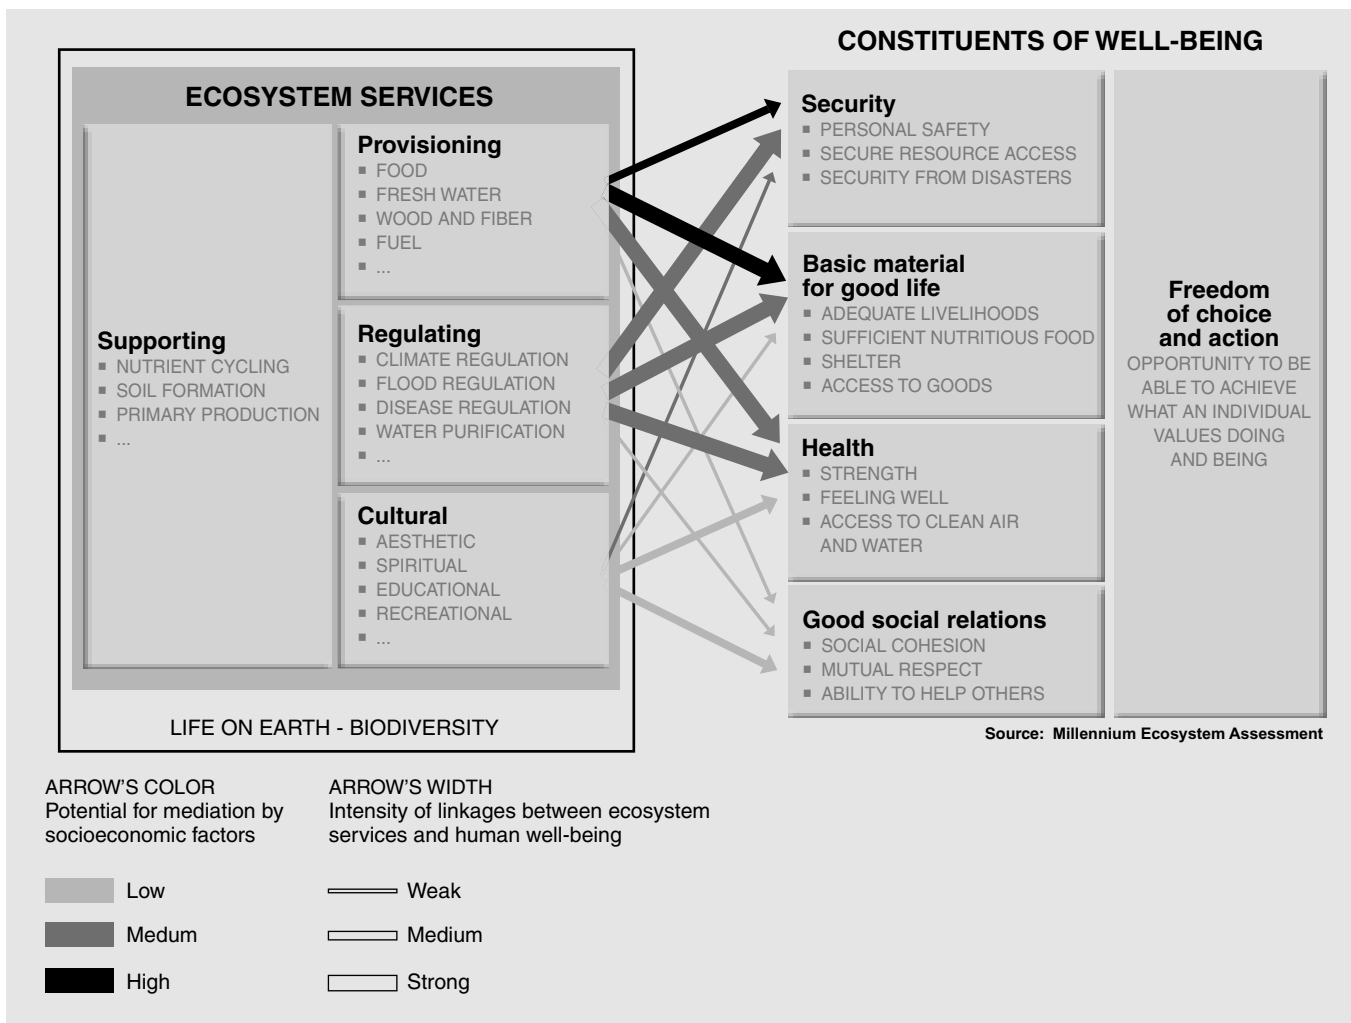 CONSTITUENTS OF WELL-BEING
ECOSYSTEM SERVICES
Supporting
■ NUTRIENT CYCLING
■ SOIL FORMATION
■ PRIMARY PRODUCTION
■ ...
Provisioning
■ FOOD
■ FRESH WATER
■ WOOD AND FIBER
■ FUEL
■ ...
Regulating
■ CLIMATE REGULATION
■ FLOOD REGULATION
■ DISEASE REGULATION
■ WATER PURIFICATION
■ ...
Cultural
■ AESTHETIC
■ SPIRITUAL
■ EDUCATIONAL
■ RECREATIONAL
■ ...
LIFE ON EARTH - BIODIVERSITY
Security
■ PERSONAL SAFETY
■ SECURE RESOURCE ACCESS
■ SECURITY FROM DISASTERS
Basic material
for good life
■ ADEQUATE LIVELIHOODS
■ SUFFICIENT NUTRITIOUS FOOD
■ SHELTER
■ ACCESS TO GOODS
Health
■ STRENGTH
■ FEELING WELL
■ ACCESS TO CLEAN AIR
AND WATER
Good social relations
■ SOCIAL COHESION
■ MUTUAL RESPECT
■ ABILITY TO HELP OTHERS
Freedom
of choice
and action
OPPORTUNITY TO BE
ABLE TO ACHIEVE
WHAT AN INDIVIDUAL
VALUES DOING
AND BEING
Source: Millennium Ecosystem Assessment
ARROW'S COLOR
Potential for mediation by
socioeconomic factors
Low
Medum
High
ARROW'S WIDTH
Intensity of linkages between ecosystem
services and human well-being
Weak
Medium
Strong